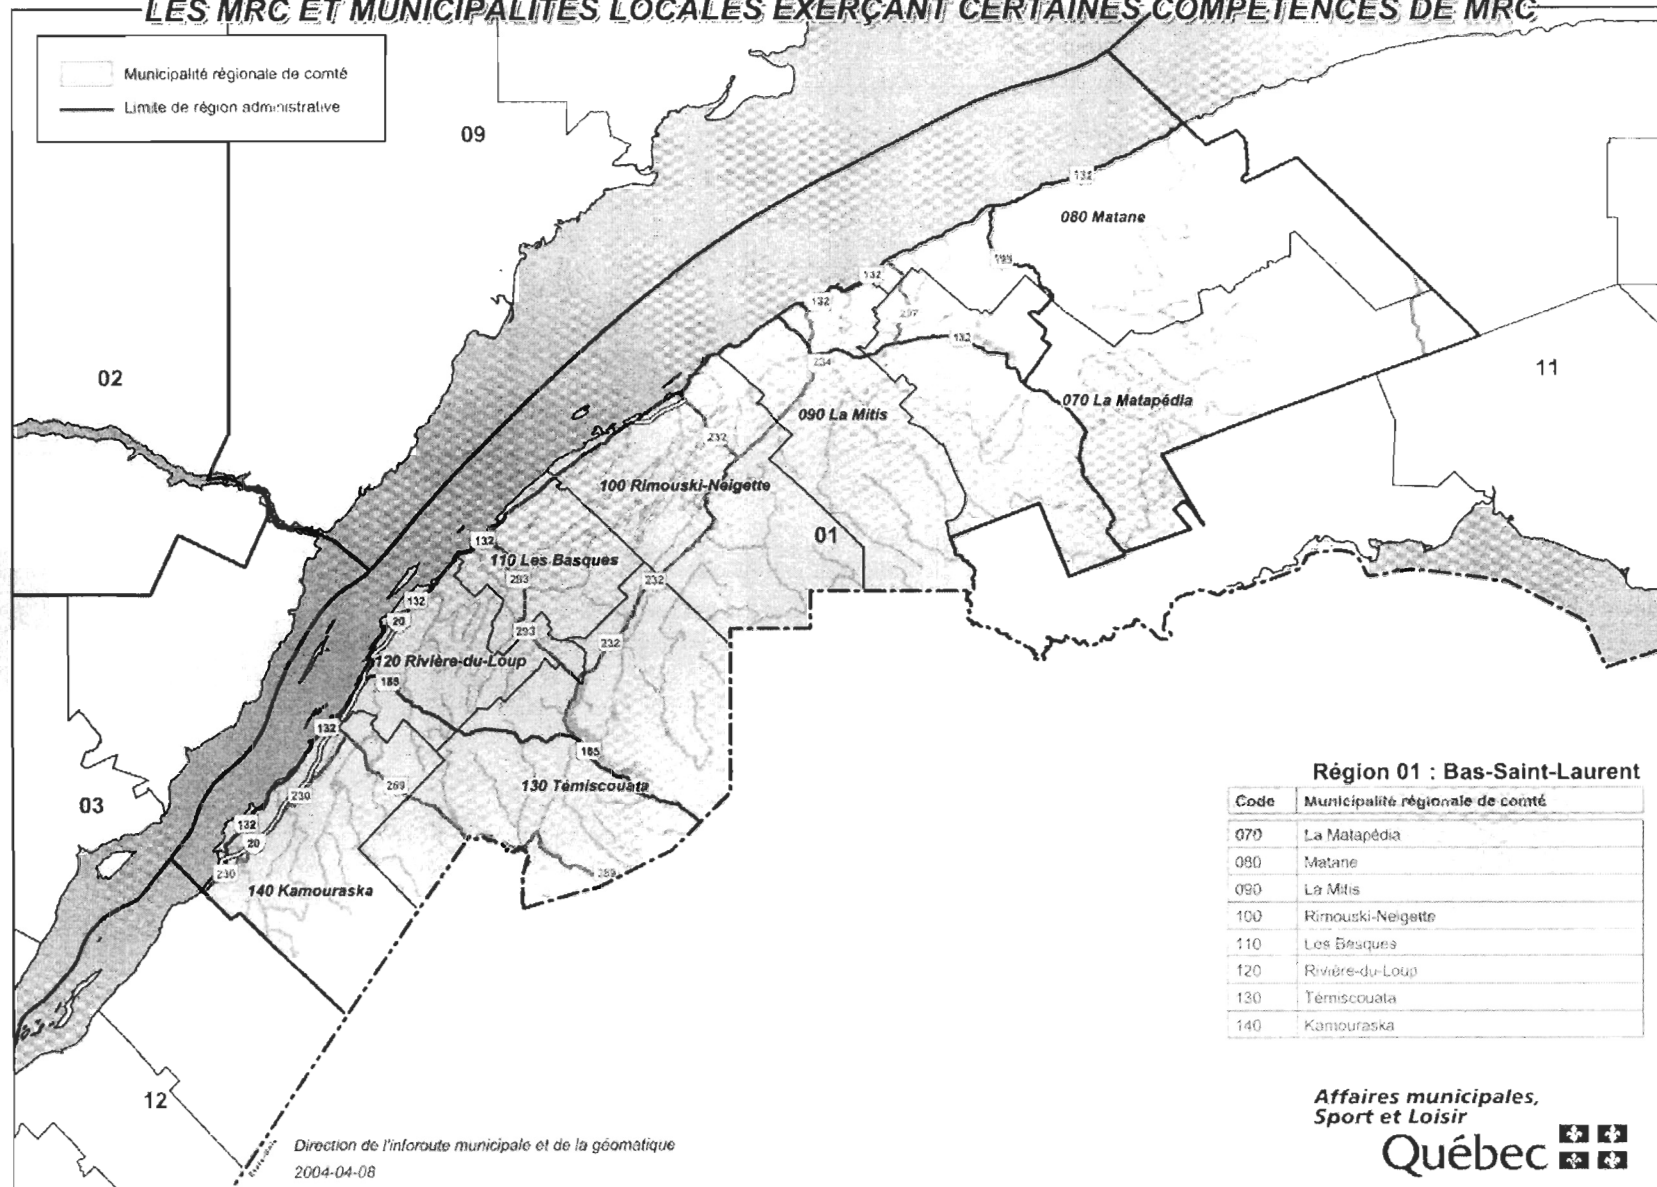 LES MRC ET MUNICIPALITÉS LOCALES EXERÇANT CERTAINES COMPÉTENCES DE MRC
Municipalité régionale de comté
Limite de région administrative
09
132
080 Matane
195
132
132
297
132
02
234
11
070 La Matapédia
090 La Mitis
232
100 Rimouski-Neigette
01
132
110 Les Basques
293
232
132
20
293
232
120 Rivière-du-Loup
185
132
185
130 Témiscouata
289
230
03
132
20
230
289
140 Kamouraska
Région 01 : Bas-Saint-Laurent
Code Municipalité régionale de comté
070 La Matapédia
080 Matane
090 La Mitis
100 Rimouski-Neigette
110 Les Basques
120 Rivière-du-Loup
130 Témiscouata
140 Kamouraska
12
Affaires municipales,
Sport et Loisir
Québec
Direction de l'inforoute municipale et de la géomatique
2004-04-08